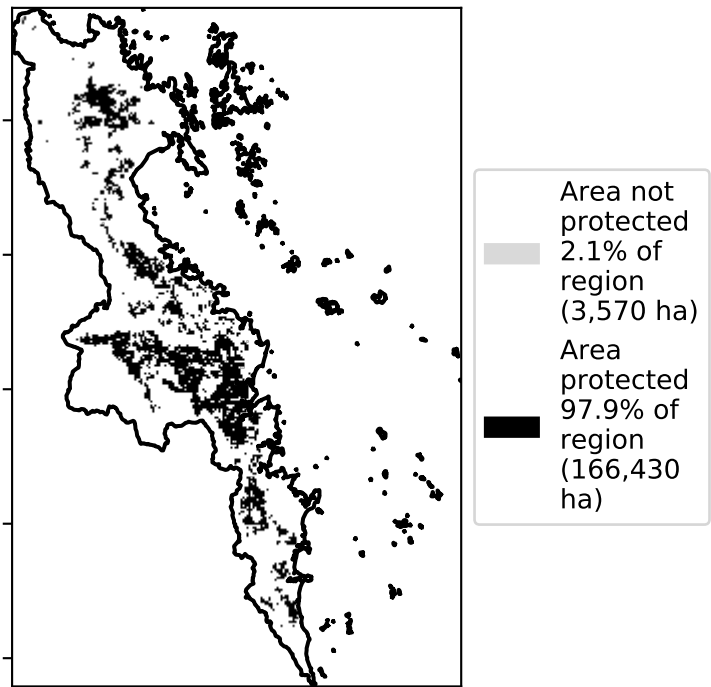 Area not
protected
2.1% of
region
(3,570 ha)
Area
protected
97.9% of
region
(166,430
ha)